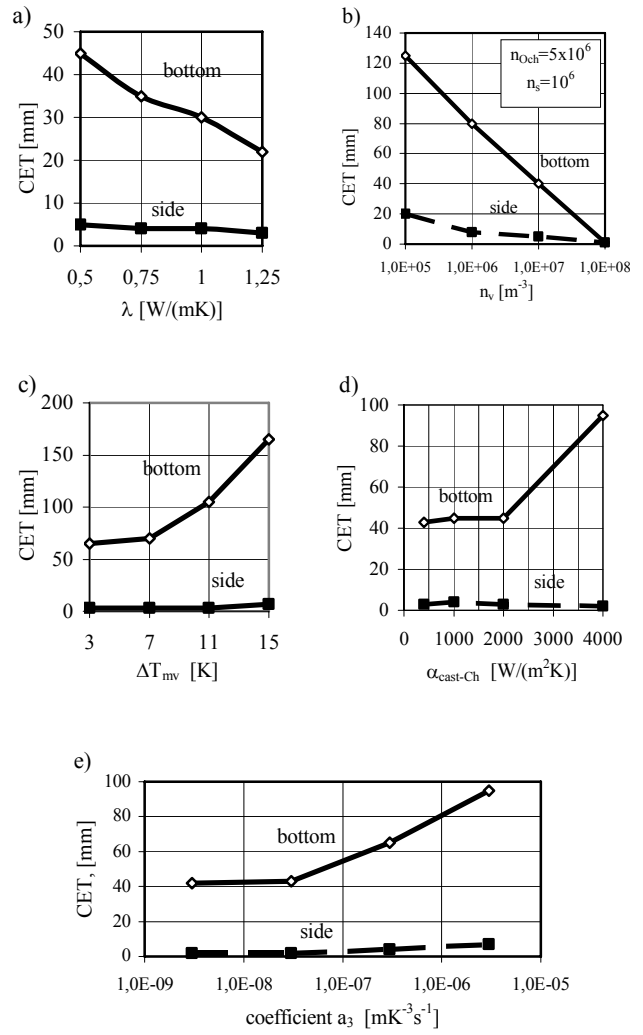 a)
50
40
30
20
10
0
CET [mm]
bottom
side
0,5 0,75 1 1,25
λ [W/(mK)]
b)
140
120
100
80
60
40
20
0
CET [mm]
n_Och=5x10^6
n_s=10^6
bottom
side
1,0E+05 1,0E+06 1,0E+07 1,0E+08
n_v [m^-3]
c)
200
150
100
50
0
CET [mm]
bottom
side
3 7 11 15
ΔT_mv [K]
d)
100
80
60
40
20
0
CET [mm]
bottom
side
0 1000 2000 3000 4000
α_cast-Ch [W/(m²K]
e)
100
80
60
40
20
0
CET, [mm]
bottom
side
1,0E-09 1,0E-08 1,0E-07 1,0E-06 1,0E-05
coefficient a_3 [mK^-3s^-1]